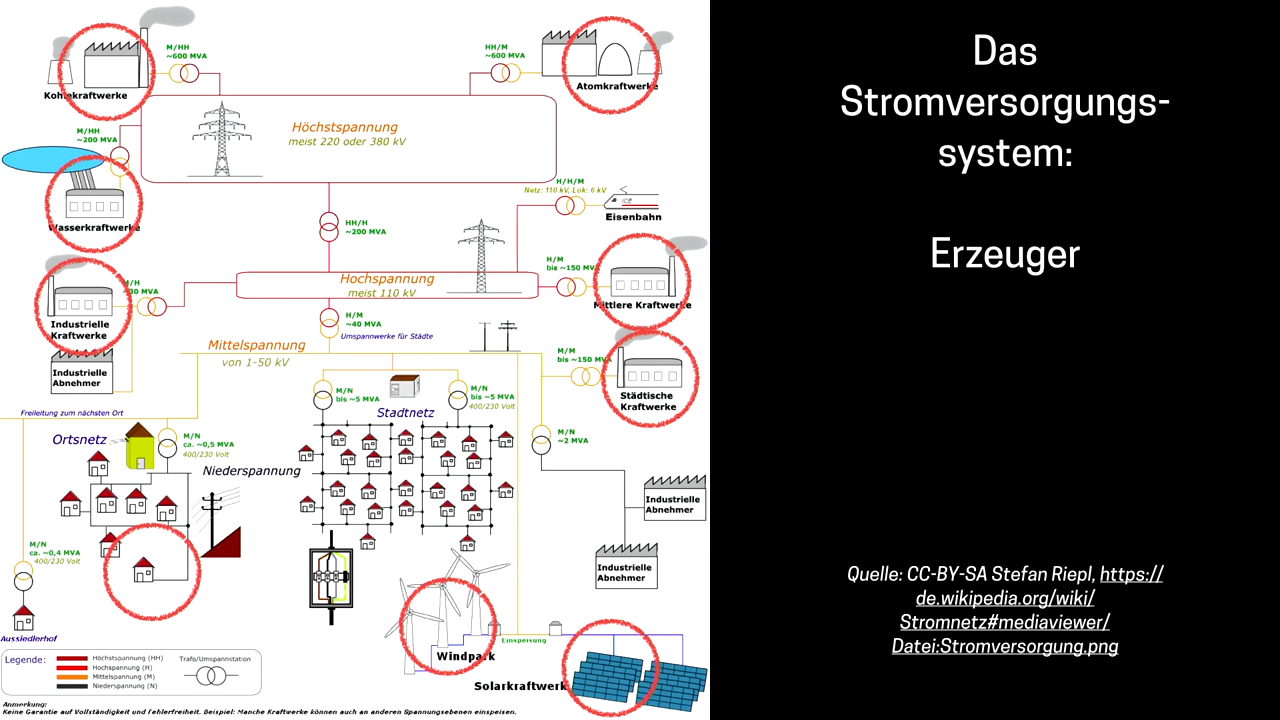 M/HH
~600 MVA
Kohlekraftwerke
HH/M
~600 MVA
Atomkraftwerke
Höchstspannung
meist 220 oder 380 kV
M/HH
~200 MVA
Wasserkraftwerke
H/H/M
Netz: 110 kV, Lok: 6 kV
ICE
Eisenbahn
HH/H
~200 MVA
Hochspannung
meist 110 kV
H/M
bis ~150 MVA
Mittlere Kraftwerke
M/H
Industrielle
Kraftwerke
Industrielle
Abnehmer
H/M
~40 MVA
Umspannwerke für Städte
Mittelspannung
von 1-50 kV
M/M
bis ~150 MVA
Städtische
Kraftwerke
M/N
bis ~5 MVA
M/N
bis ~5 MVA
400/230 Volt
Stadtnetz
Freileitung zum nächsten Ort
Ortsnetz
M/N
ca. ~0,5 MVA
400/230 Volt
Niederspannung
M/N
~2 MVA
Industrielle
Abnehmer
Industrielle
Abnehmer
M/N
ca. ~0,4 MVA
400/230 Volt
Aussiedlerhof
Einspeisung
Windpark
Solarkraftwerk
Legende:
Höchstspannung (HH)
Hochspannung (H)
Mittelspannung (M)
Niederspannung (N)
Trafo/Umspannstation
Anmerkung:
Keine Garantie auf Vollständigkeit und Fehlerfreiheit. Beispiel: Manche Kraftwerke können auch an anderen Spannungsebenen einspeisen.
Das
Stromversorgungs-
system:
Erzeuger
Quelle: CC-BY-SA Stefan Riepl, https://
de.wikipedia.org/wiki/
Stromnetz#mediaviewer/
Datei:Stromversorgung.png